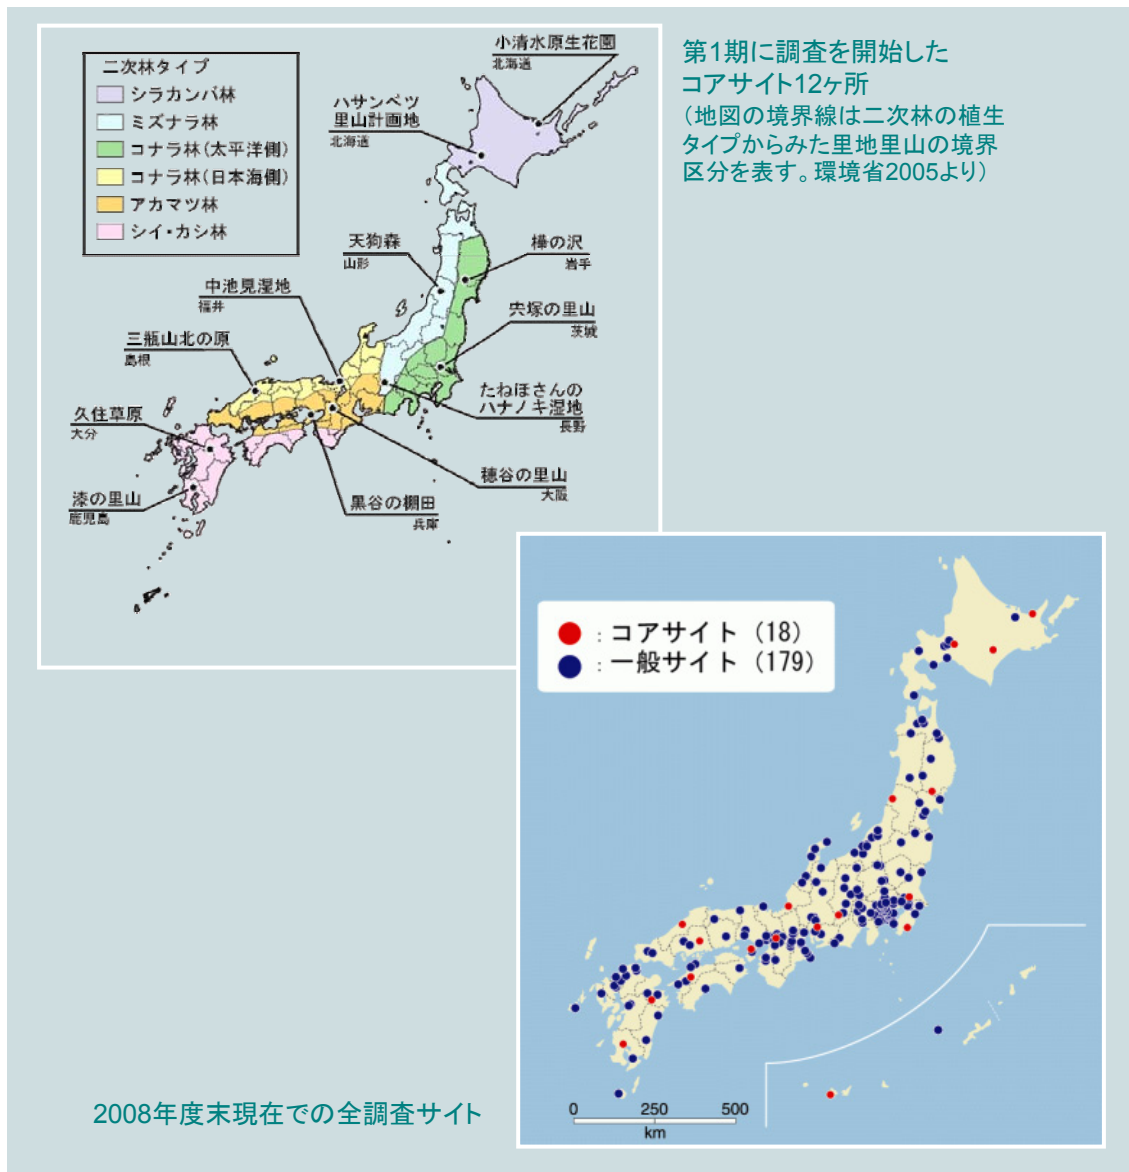 第1期に調査を開始した
コアサイト12ヶ所
（地図の境界線は二次林の植生
タイプからみた里地里山の境界
区分を表す。環境省2005より）
二次林タイプ
シラカンバ林
ミズナラ林
コナラ林(太平洋側)
コナラ林(日本海側)
アカマツ林
シイ・カシ林
小清水原生花園
北海道
ハサンベツ
里山計画地
北海道
天狗森
山形
樺の沢
岩手
中池見湿地
福井
宍塚の里山
茨城
三瓶山北の原
島根
たねほさんの
ハナノキ湿地
長野
久住草原
大分
穂谷の里山
大阪
漆の里山
鹿児島
黒谷の棚田
兵庫
：コアサイト（18）
：一般サイト（179）
0 250 500
km
2008年度末現在での全調査サイト